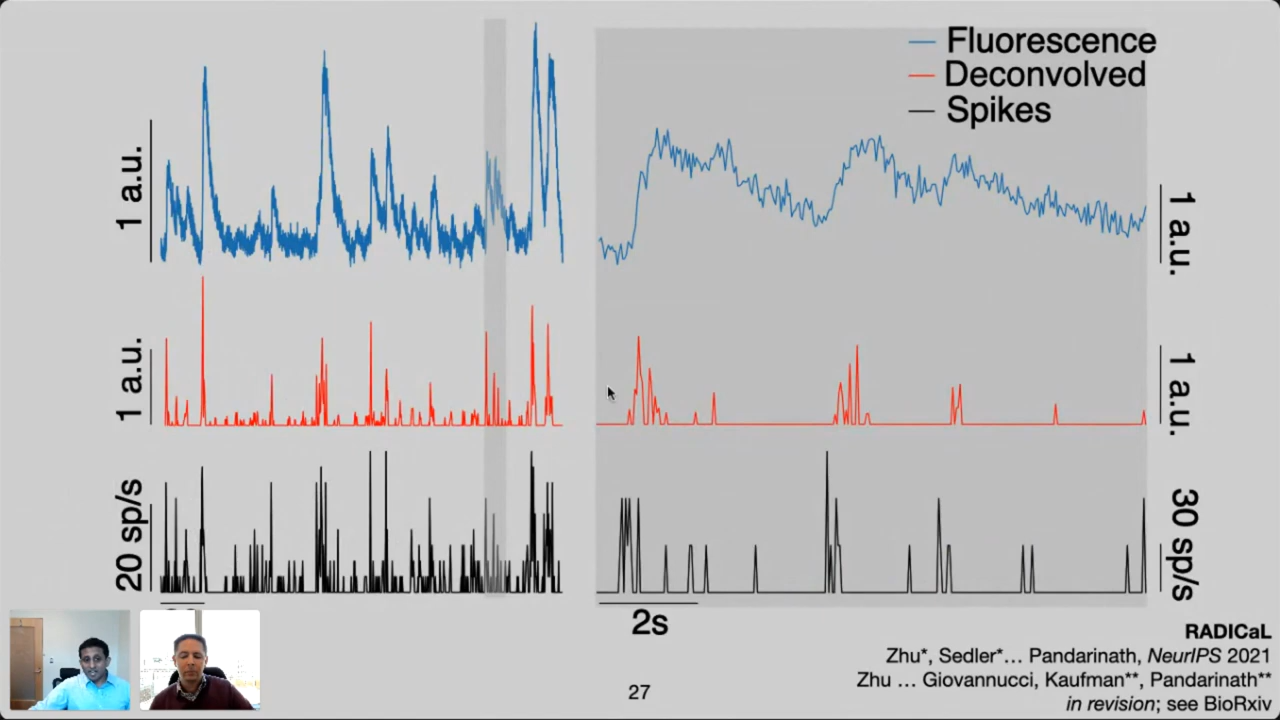 Fluorescence
Deconvolved
Spikes
1 a.u.
1 a.u.
1 a.u.
1 a.u.
20 sp/s
30 sp/s
2s
RADICaL
Zhu*, Sedler*… Pandarinath, NeurIPS 2021
Zhu … Giovannucci, Kaufman**, Pandarinath**
27
in revision; see BioRxiv